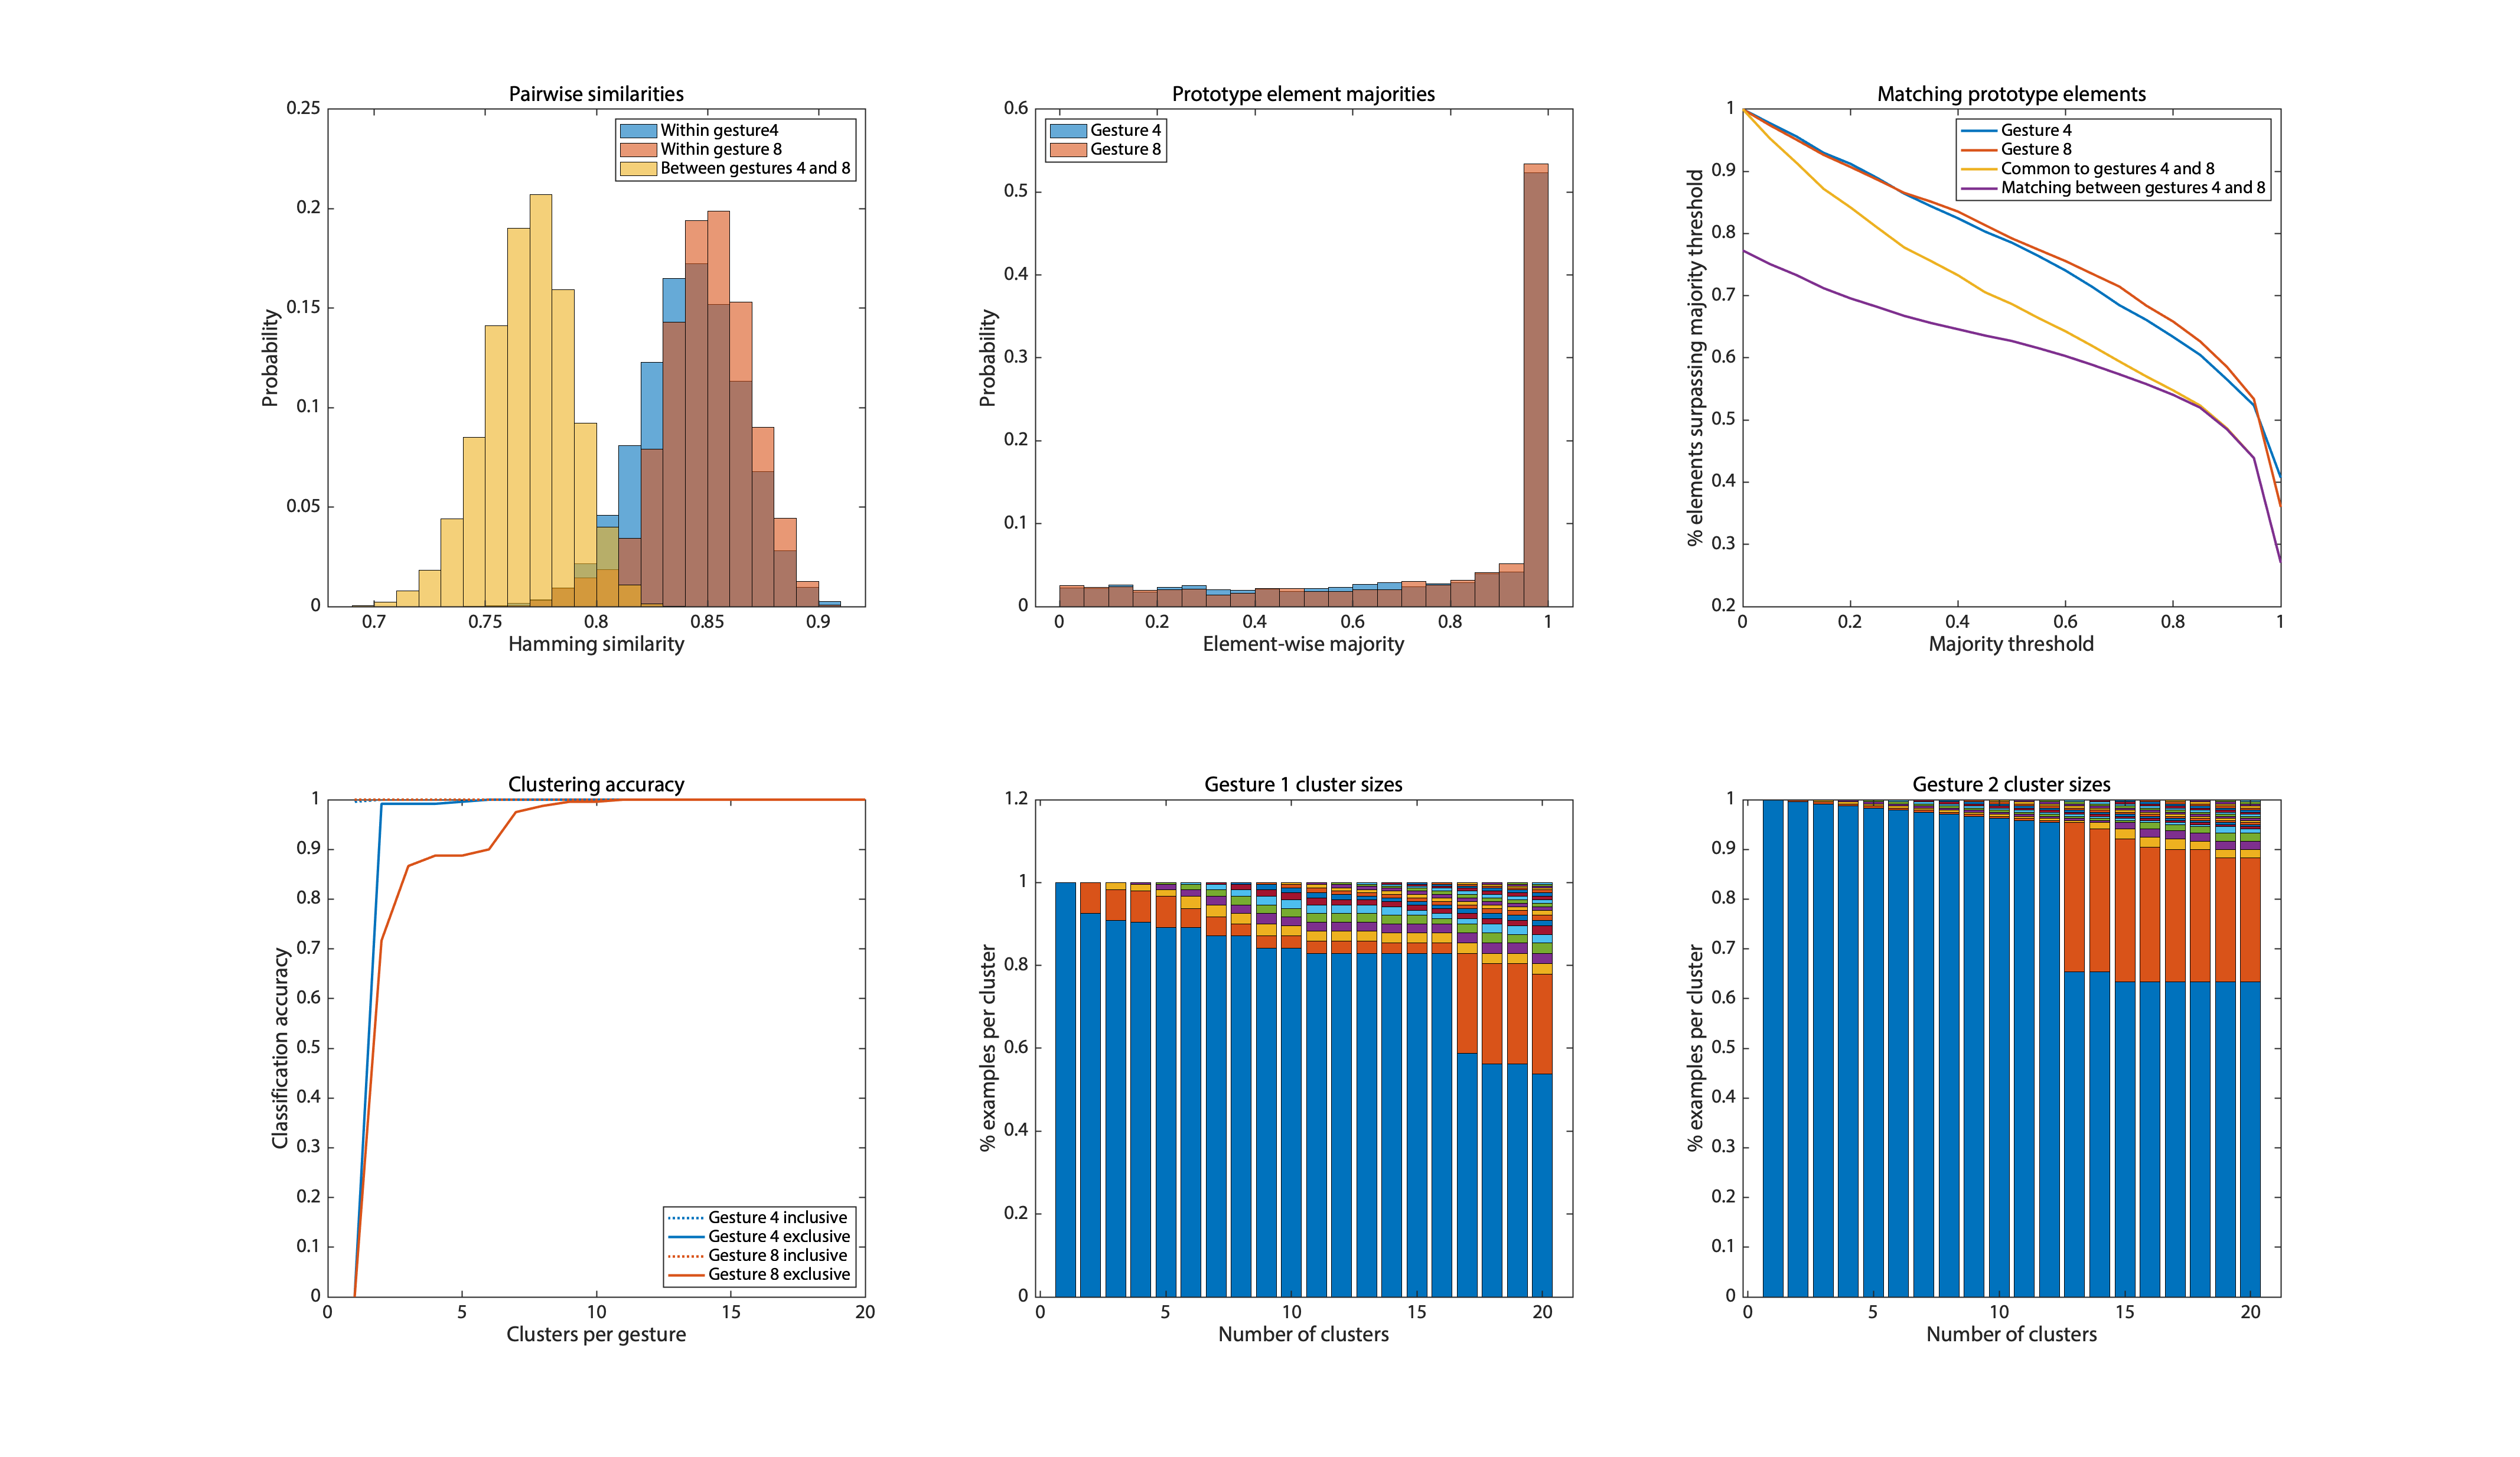 Pairwise similarities
0.25
0.2
0.15
0.1
0.05
0
0.7 0.75 0.8 0.85 0.9
Probability
Hamming similarity
Within gesture4
Within gesture 8
Between gestures 4 and 8
Prototype element majorities
0.6
0.5
0.4
0.3
0.2
0.1
0
0 0.2 0.4 0.6 0.8 1
Probability
Element-wise majority
Gesture 4
Gesture 8
Matching prototype elements
1
0.9
0.8
0.7
0.6
0.5
0.4
0.3
0.2
0 0.2 0.4 0.6 0.8 1
% elements surpassing majority threshold
Majority threshold
Gesture 4
Gesture 8
Common to gestures 4 and 8
Matching between gestures 4 and 8
Clustering accuracy
1
0.9
0.8
0.7
0.6
0.5
0.4
0.3
0.2
0.1
0
0 5 10 15 20
Classification accuracy
Clusters per gesture
Gesture 4 inclusive
Gesture 4 exclusive
Gesture 8 inclusive
Gesture 8 exclusive
Gesture 1 cluster sizes
1.2
1
0.8
0.6
0.4
0.2
0
0 5 10 15 20
% examples per cluster
Number of clusters
Gesture 2 cluster sizes
1
0.9
0.8
0.7
0.6
0.5
0.4
0.3
0.2
0.1
0
0 5 10 15 20
% examples per cluster
Number of clusters